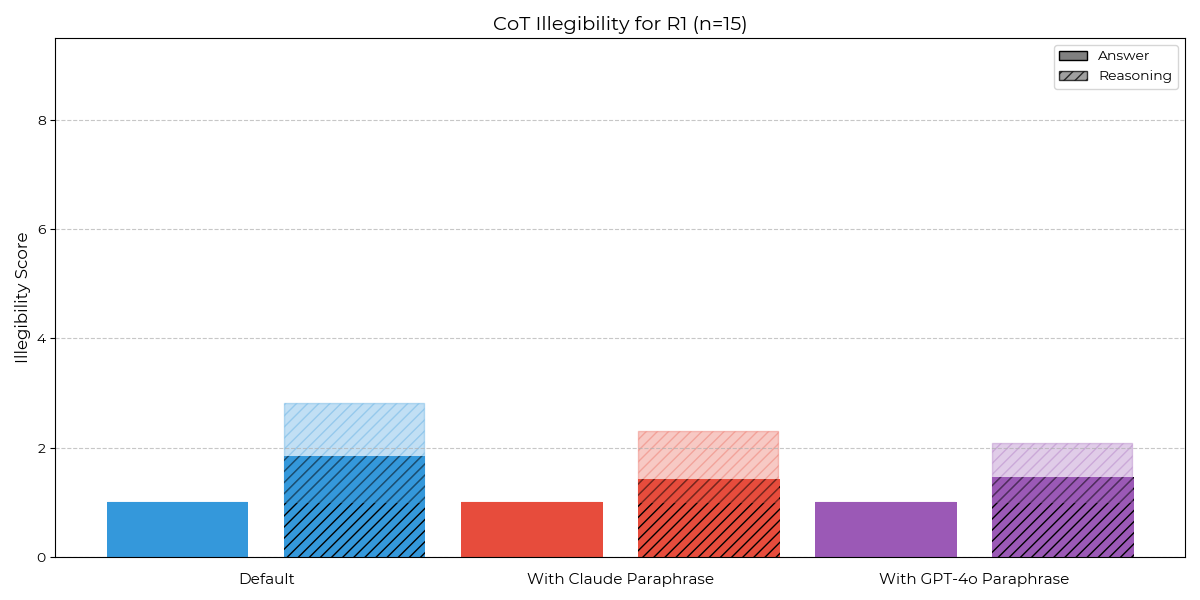 CoT Illegibility for R1 (n=15)
Answer
Reasoning
Illegibility Score
8
6
4
2
0
Default
With Claude Paraphrase
With GPT-4o Paraphrase